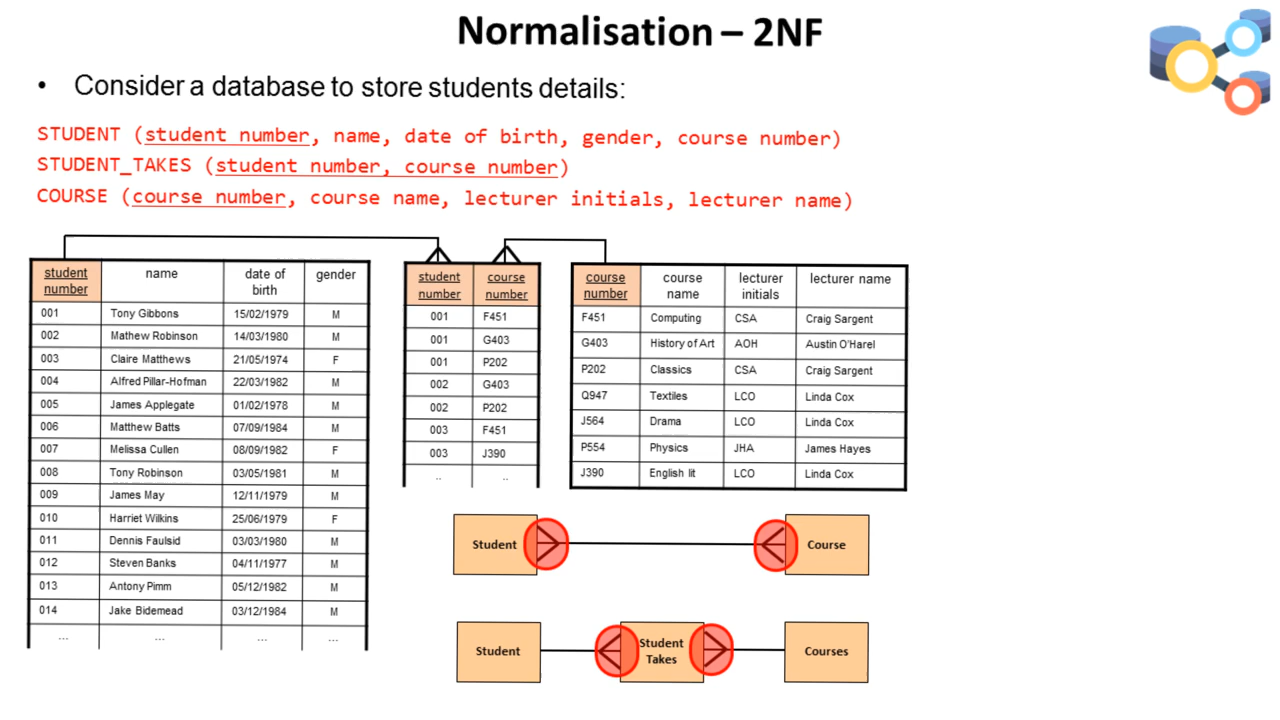 Normalisation – 2NF
• Consider a database to store students details:
STUDENT (student number, name, date of birth, gender, course number)
STUDENT_TAKES (student number, course number)
COURSE (course number, course name, lecturer initials, lecturer name)
student number name date of birth gender
001 Tony Gibbons 15/02/1979 M
002 Mathew Robinson 14/03/1980 M
003 Claire Matthews 21/05/1974 F
004 Alfred Pillar-Hofman 22/03/1982 M
005 James Applegate 01/02/1978 M
006 Matthew Batts 07/09/1984 M
007 Melissa Cullen 08/09/1982 F
008 Tony Robinson 03/05/1981 M
009 James May 12/11/1979 M
010 Harriet Wilkins 25/06/1979 F
011 Dennis Faulsid 03/03/1980 M
012 Steven Banks 04/11/1977 M
013 Antony Pimm 05/12/1982 M
014 Jake Bidemead 03/12/1984 M
... ... ... ...
student number course number
001 F451
001 G403
001 P202
002 G403
002 P202
003 F451
003 J390
.. ..
course number course name lecturer initials lecturer name
F451 Computing CSA Craig Sargent
G403 History of Art AOH Austin O'Harel
P202 Classics CSA Craig Sargent
Q947 Textiles LCO Linda Cox
J564 Drama LCO Linda Cox
P554 Physics JHA James Hayes
J390 English lit LCO Linda Cox
Student Course
Student Student Takes Courses